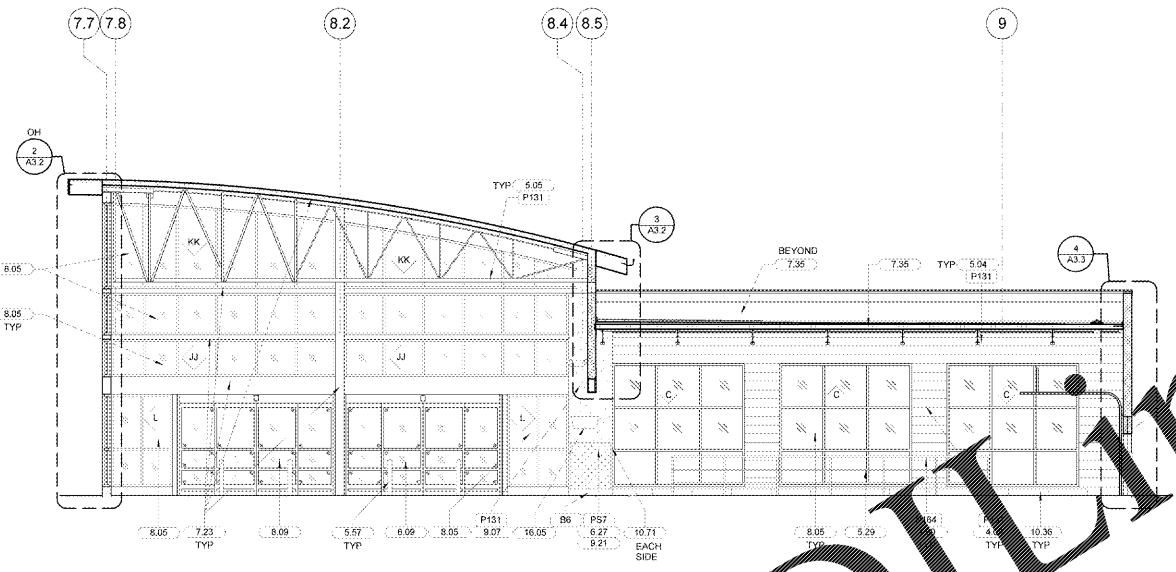 7.7 7.8 8.2 8.4 8.5 9
OH
2
A3.2
3
A3.2
4
A3.3
TYP 5.05
P131
BEYOND
7.35
7.35
TYP 5.04
P131
KK
KK
8.05
8.05
TYP
JJ
JJ
L
L
C
C
C
8.05
7.23
TYP
8.09
5.57
TYP
6.09
8.05
P131
9.07
16.05
B6
PS7
6.27
9.21
10.71
EACH
SIDE
8.05
TYP
5.29
TYP
10.36
TYP